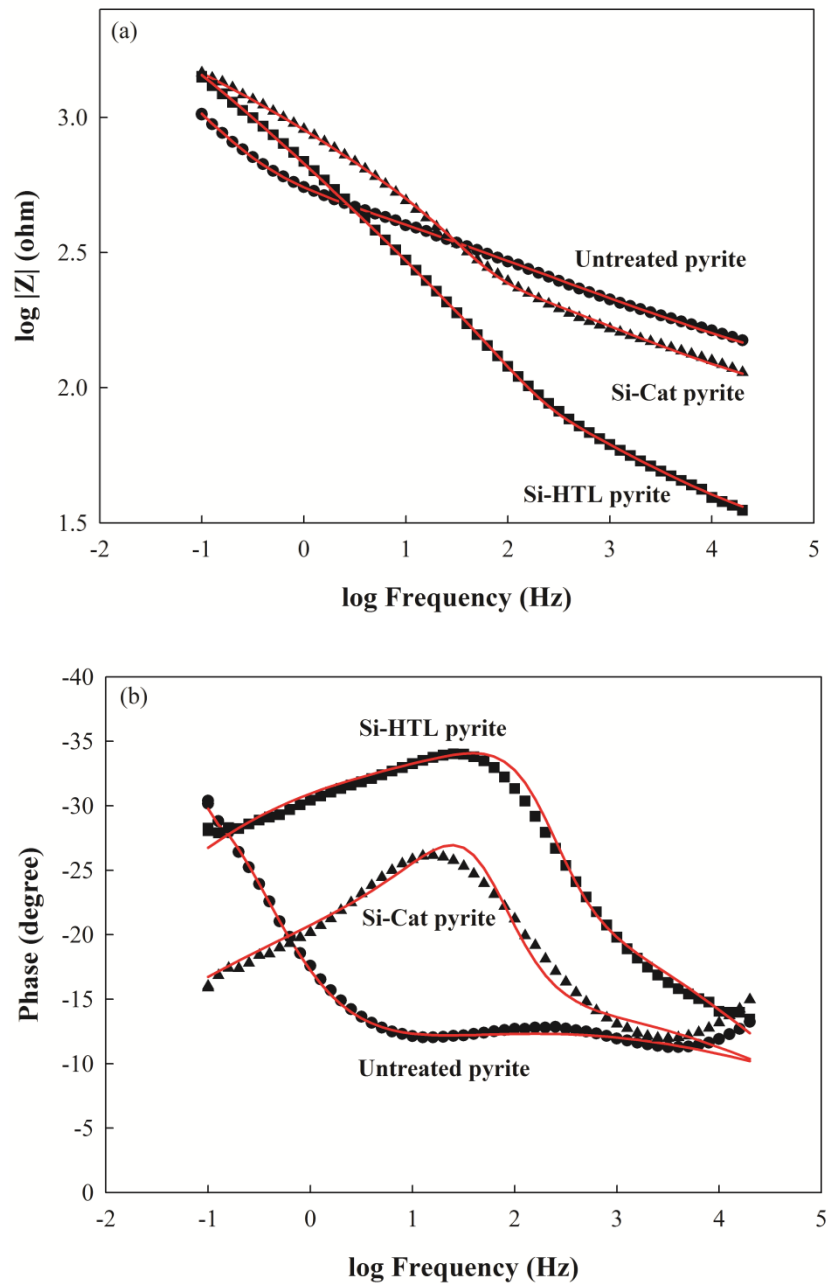 (a)
log |Z| (ohm)
3.0
2.5
2.0
1.5
Untreated pyrite
Si-Cat pyrite
Si-HTL pyrite
-2 -1 0 1 2 3 4 5
log Frequency (Hz)
(b)
Phase (degree)
-40
-35
-30
-25
-20
-15
-10
-5
0
Si-HTL pyrite
Si-Cat pyrite
Untreated pyrite
-2 -1 0 1 2 3 4 5
log Frequency (Hz)